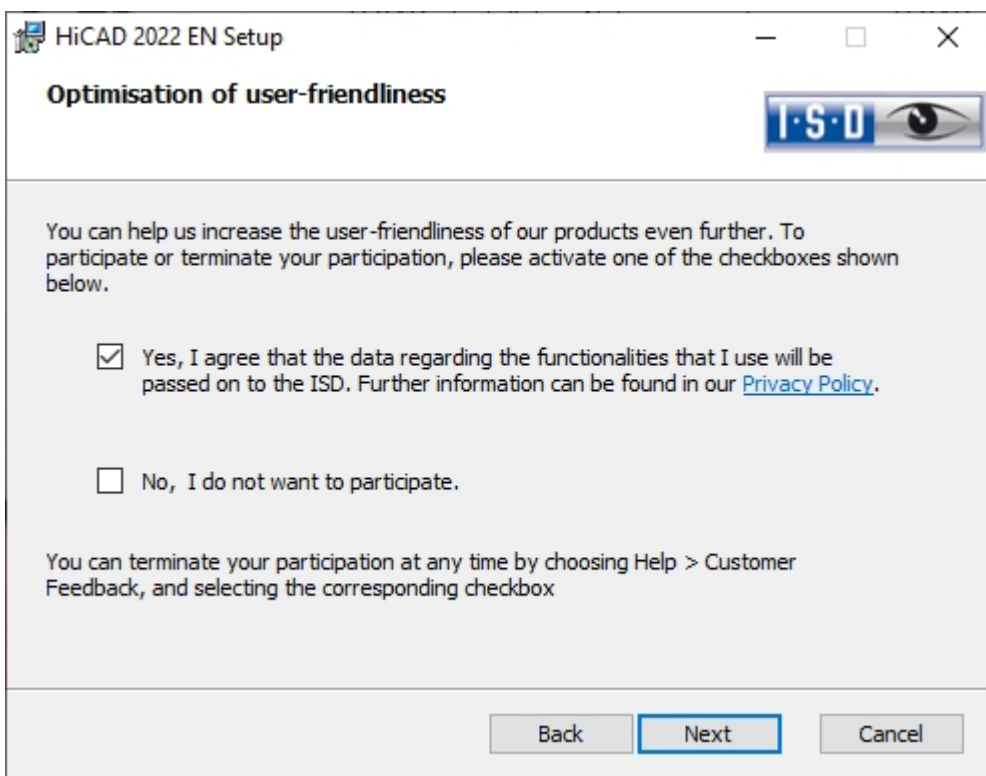 HiCAD 2022 EN Setup
Optimisation of user-friendliness
I·S·D
You can help us increase the user-friendliness of our products even further. To
participate or terminate your participation, please activate one of the checkboxes shown
below.
Yes, I agree that the data regarding the functionalities that I use will be
passed on to the ISD. Further information can be found in our Privacy Policy.
No, I do not want to participate.
You can terminate your participation at any time by choosing Help > Customer
Feedback, and selecting the corresponding checkbox
Back Next Cancel